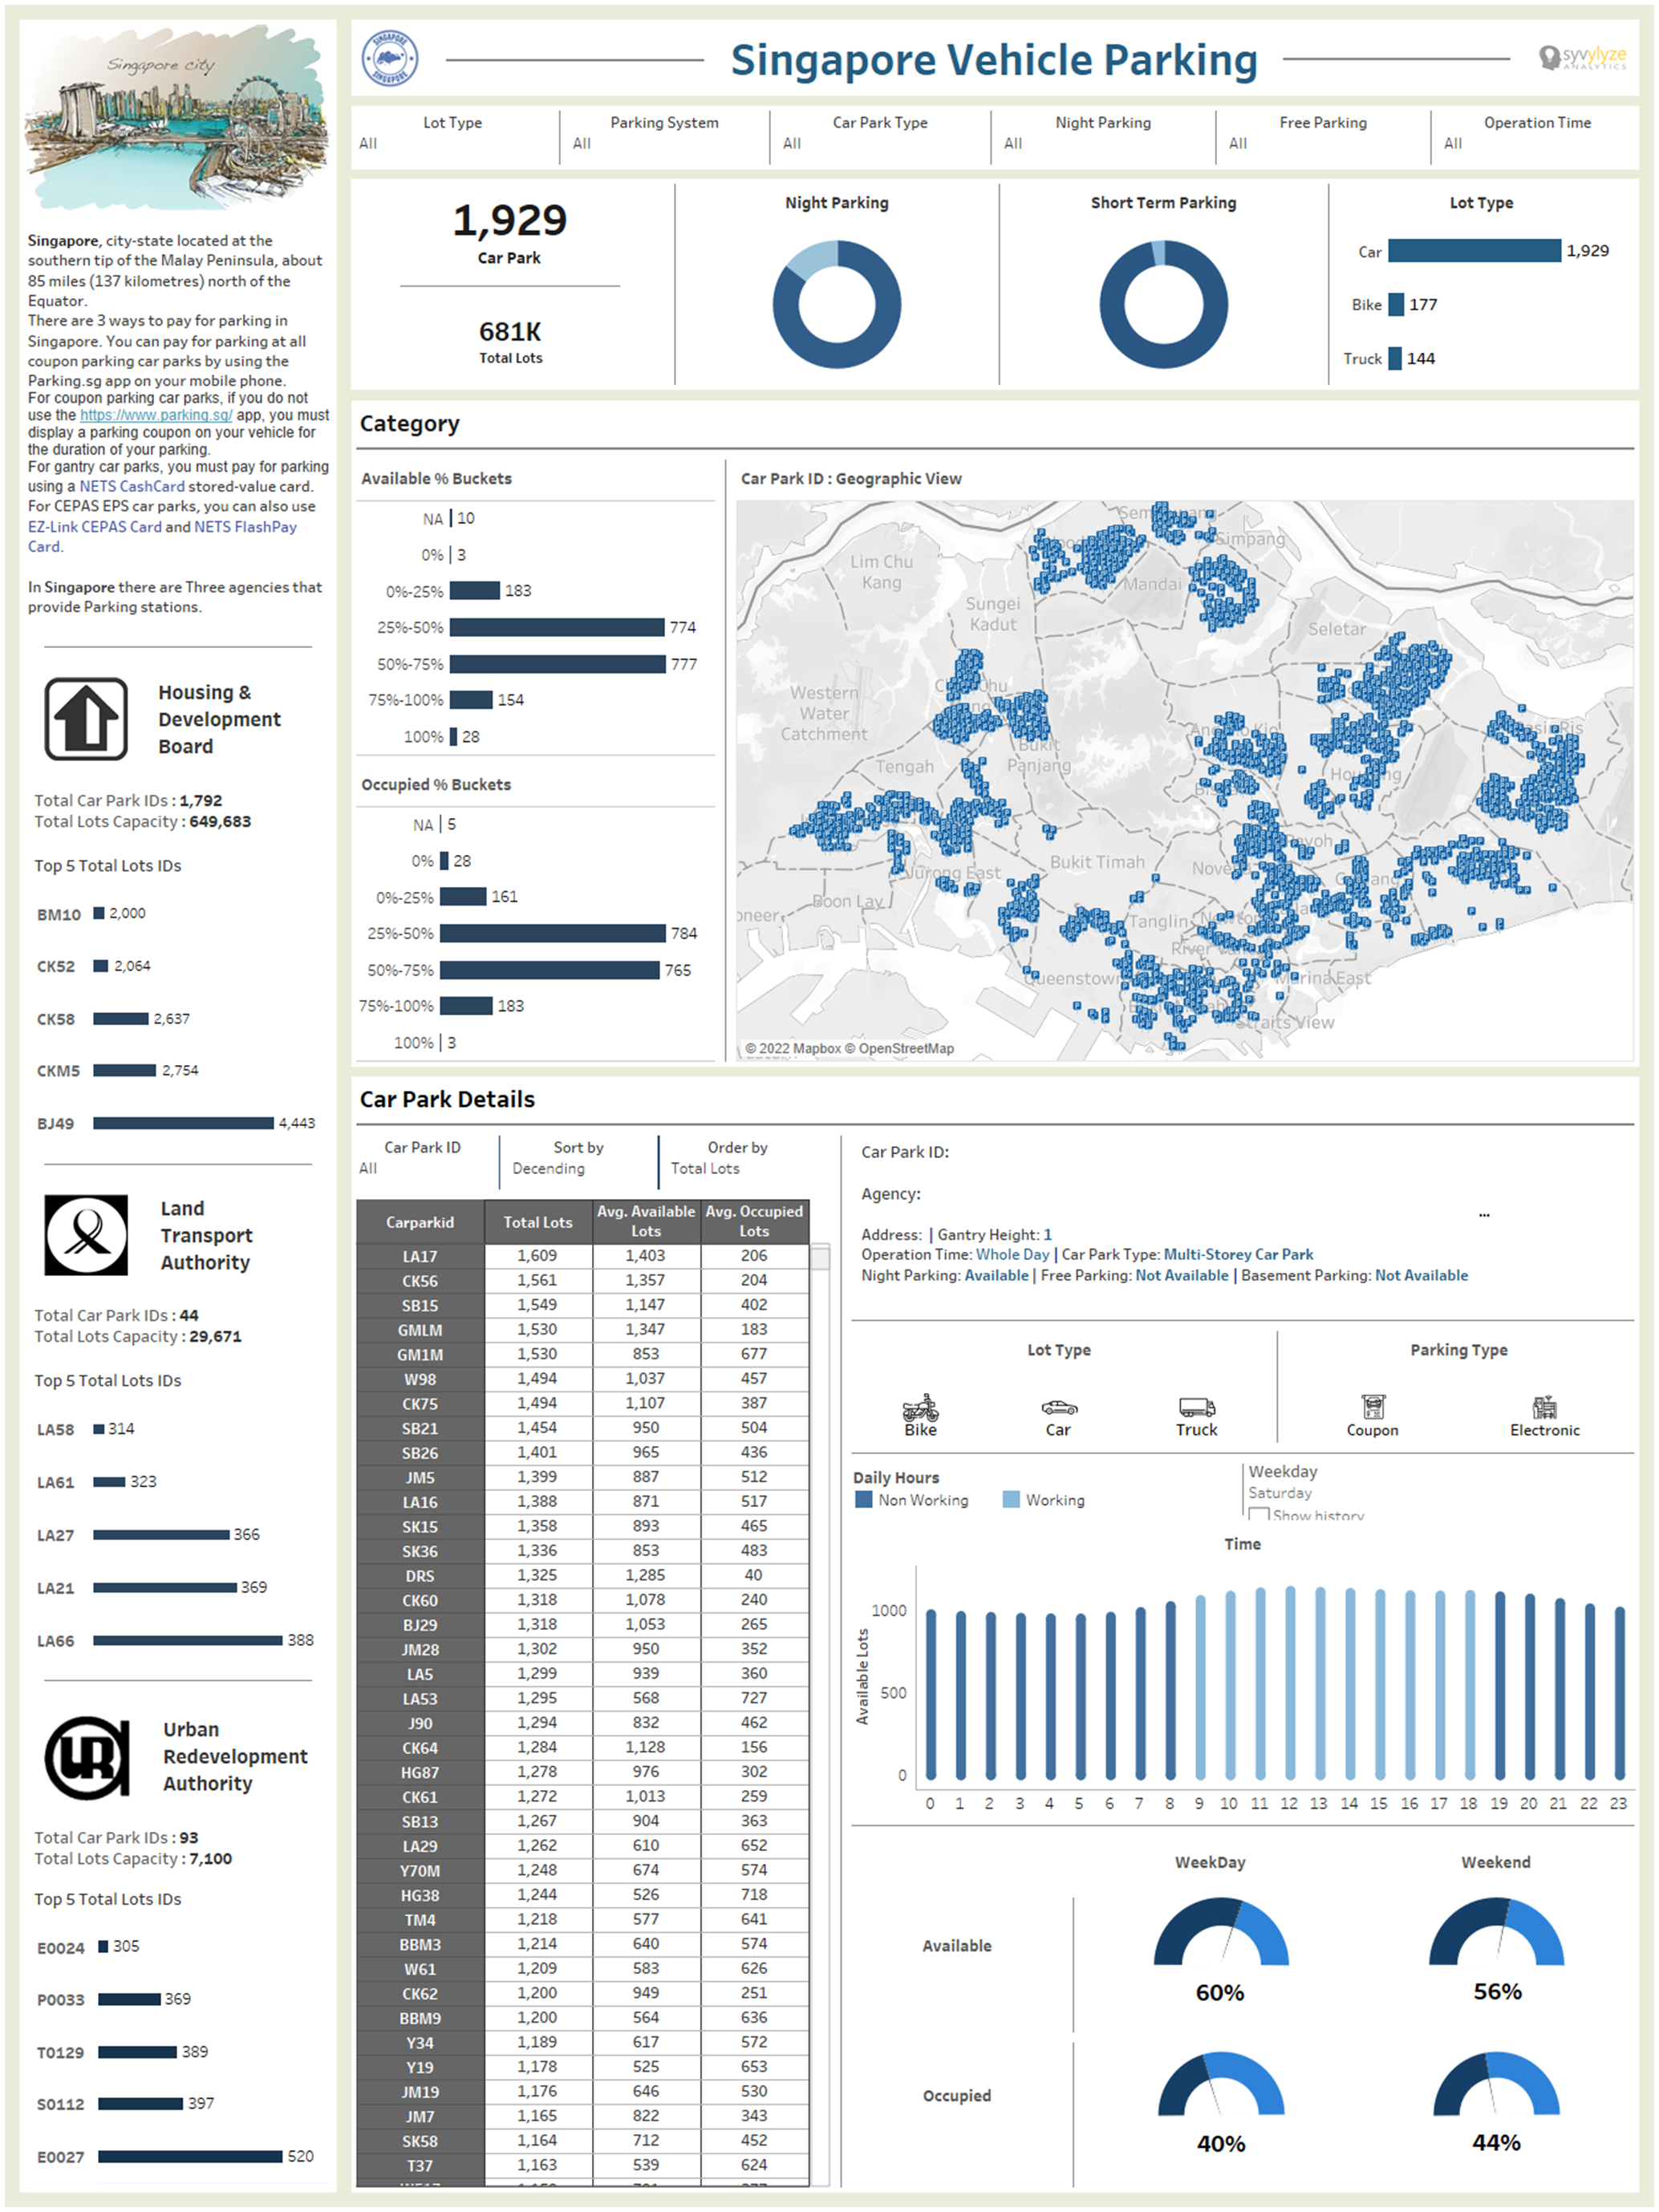 Singapore city
Singapore, city-state located at the
southern tip of the Malay Peninsula, about
85 miles (137 kilometres) north of the
Equator.
There are 3 ways to pay for parking in
Singapore. You can pay for parking at all
coupon parking car parks by using the
Parking.sg app on your mobile phone.
For coupon parking car parks, if you do not
use the https://www.parking.sg/ app, you must
display a parking coupon on your vehicle for
the duration of your parking.
For gantry car parks, you must pay for parking
using a NETS CashCard stored-value card.
For CEPAS EPS car parks, you can also use
EZ-Link CEPAS Card and NETS FlashPay
Card.
In Singapore there are Three agencies that
provide Parking stations.
Housing &
Development
Board
Total Car Park IDs : 1,792
Total Lots Capacity : 649,683
Top 5 Total Lots IDs
BM10 2,000
CK52 2,064
CK58 2,637
CKM5 2,754
BJ49 4,443
Land
Transport
Authority
Total Car Park IDs : 44
Total Lots Capacity : 29,671
Top 5 Total Lots IDs
LA58 314
LA61 323
LA27 366
LA21 369
LA66 388
Urban
Redevelopment
Authority
Total Car Park IDs : 93
Total Lots Capacity : 7,100
Top 5 Total Lots IDs
E0024 305
P0033 369
T0129 389
S0112 397
E0027 520
SINGAPORE
SINGAPORE
Singapore Vehicle Parking
syvylyze
ANALYTICS
Lot Type Parking System Car Park Type Night Parking Free Parking Operation Time
All All All All All All
1,929
Car Park
681K
Total Lots
Night Parking
Short Term Parking
Lot Type
Car 1,929
Bike 177
Truck 144
Category
Available % Buckets
NA 10
0% 3
0%-25% 183
25%-50% 774
50%-75% 777
75%-100% 154
100% 28
Occupied % Buckets
NA 5
0% 28
0%-25% 161
25%-50% 784
50%-75% 765
75%-100% 183
100% 3
Car Park ID : Geographic View
Simpang
Lim Chu
Kang
Mandai
Sungei
Kadut
Seletar
Western
Water
Catchment
Bukit
Panjang
Tengah
Bukit Timah
Jurong East
Boon Lay
Tanglin
Queenstown
Marina East
Straits View
© 2022 Mapbox © OpenStreetMap
Car Park Details
Car Park ID Sort by Order by
All Decending Total Lots
Carparkid Total Lots Avg. Available Lots Avg. Occupied Lots
LA17 1,609 1,403 206
CK56 1,561 1,357 204
SB15 1,549 1,147 402
GMLM 1,530 1,347 183
GM1M 1,530 853 677
W98 1,494 1,037 457
CK75 1,494 1,107 387
SB21 1,454 950 504
SB26 1,401 965 436
JM5 1,399 887 512
LA16 1,388 871 517
SK15 1,358 893 465
SK36 1,336 853 483
DRS 1,325 1,285 40
CK60 1,318 1,078 240
BJ29 1,318 1,053 265
JM28 1,302 950 352
LA5 1,299 939 360
LA53 1,295 568 727
J90 1,294 832 462
CK64 1,284 1,128 156
HG87 1,278 976 302
CK61 1,272 1,013 259
SB13 1,267 904 363
LA29 1,262 610 652
Y70M 1,248 674 574
HG38 1,244 526 718
TM4 1,218 577 641
BBM3 1,214 640 574
W61 1,209 583 626
CK62 1,200 949 251
BBM9 1,200 564 636
Y34 1,189 617 572
Y19 1,178 525 653
JM19 1,176 646 530
JM7 1,165 822 343
SK58 1,164 712 452
T37 1,163 539 624
Car Park ID:
Agency:
...
Address: | Gantry Height: 1
Operation Time: Whole Day | Car Park Type: Multi-Storey Car Park
Night Parking: Available | Free Parking: Not Available | Basement Parking: Not Available
Lot Type Parking Type
Bike Car Truck Coupon Electronic
Daily Hours
Non Working Working
Weekday
Saturday
Show history
Time
Available Lots
1000
500
0
0 1 2 3 4 5 6 7 8 9 10 11 12 13 14 15 16 17 18 19 20 21 22 23
WeekDay Weekend
Available
60% 56%
Occupied
40% 44%